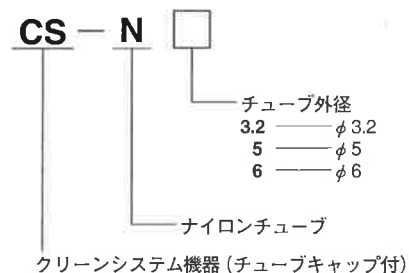 CS－N□
チューブ外径
3.2 ――― φ3.2
5 ――― φ5
6 ――― φ6
ナイロンチューブ
クリーンシステム機器（チューブキャップ付）